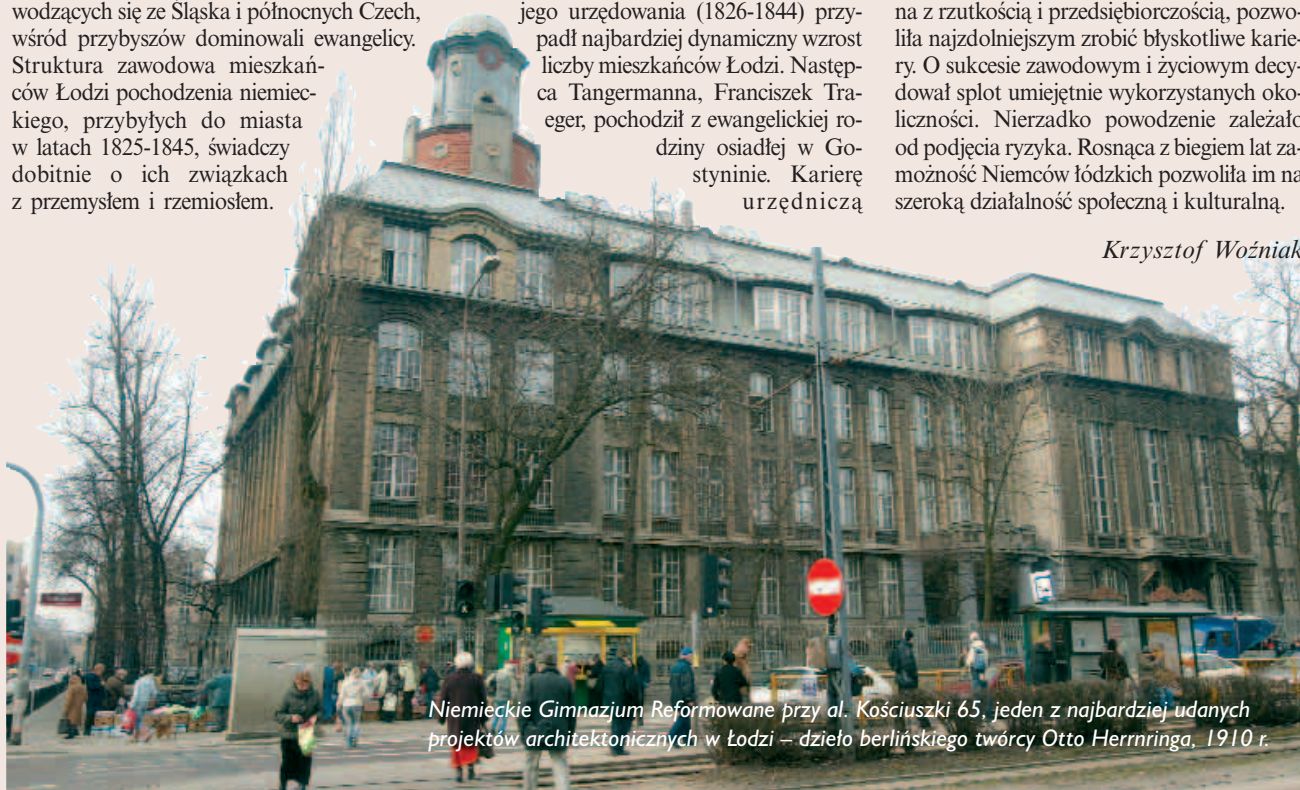 wodzących się ze Śląska i północnych Czech,
wśród przybyszów dominowali ewangelicy.
Struktura zawodowa mieszkań-
ców Łodzi pochodzenia niemiec-
kiego, przybyłych do miasta
w latach 1825-1845, świadczy
dobitnie o ich związkach
z przemysłem i rzemiosłem.
jego urzędowania (1826-1844) przy-
padł najbardziej dynamiczny wzrost
liczby mieszkańców Łodzi. Następ-
ca Tangermanna, Franciszek Tra-
eger, pochodził z ewangelickiej ro-
dziny osiadłej w Go-
styninie. Karierę
urzędniczą
na z rzutkością i przedsiębiorczością, pozwo-
liła najzdolniejszym zrobić błyskotliwe karie-
ry. O sukcesie zawodowym i życiowym decy-
dował splot umiejętnie wykorzystanych oko-
liczności. Nierzadko powodzenie zależało
od podjęcia ryzyka. Rosnąca z biegiem lat za-
możność Niemców łódzkich pozwoliła im na
szeroką działalność społeczną i kulturalną.
Krzysztof Woźniak
Niemieckie Gimnazjum Reformowane przy al. Kościuszki 65, jeden z najbardziej udanych
projektów architektonicznych w Łodzi – dzieło berlińskiego twórcy Otto Herrnringa, 1910 r.